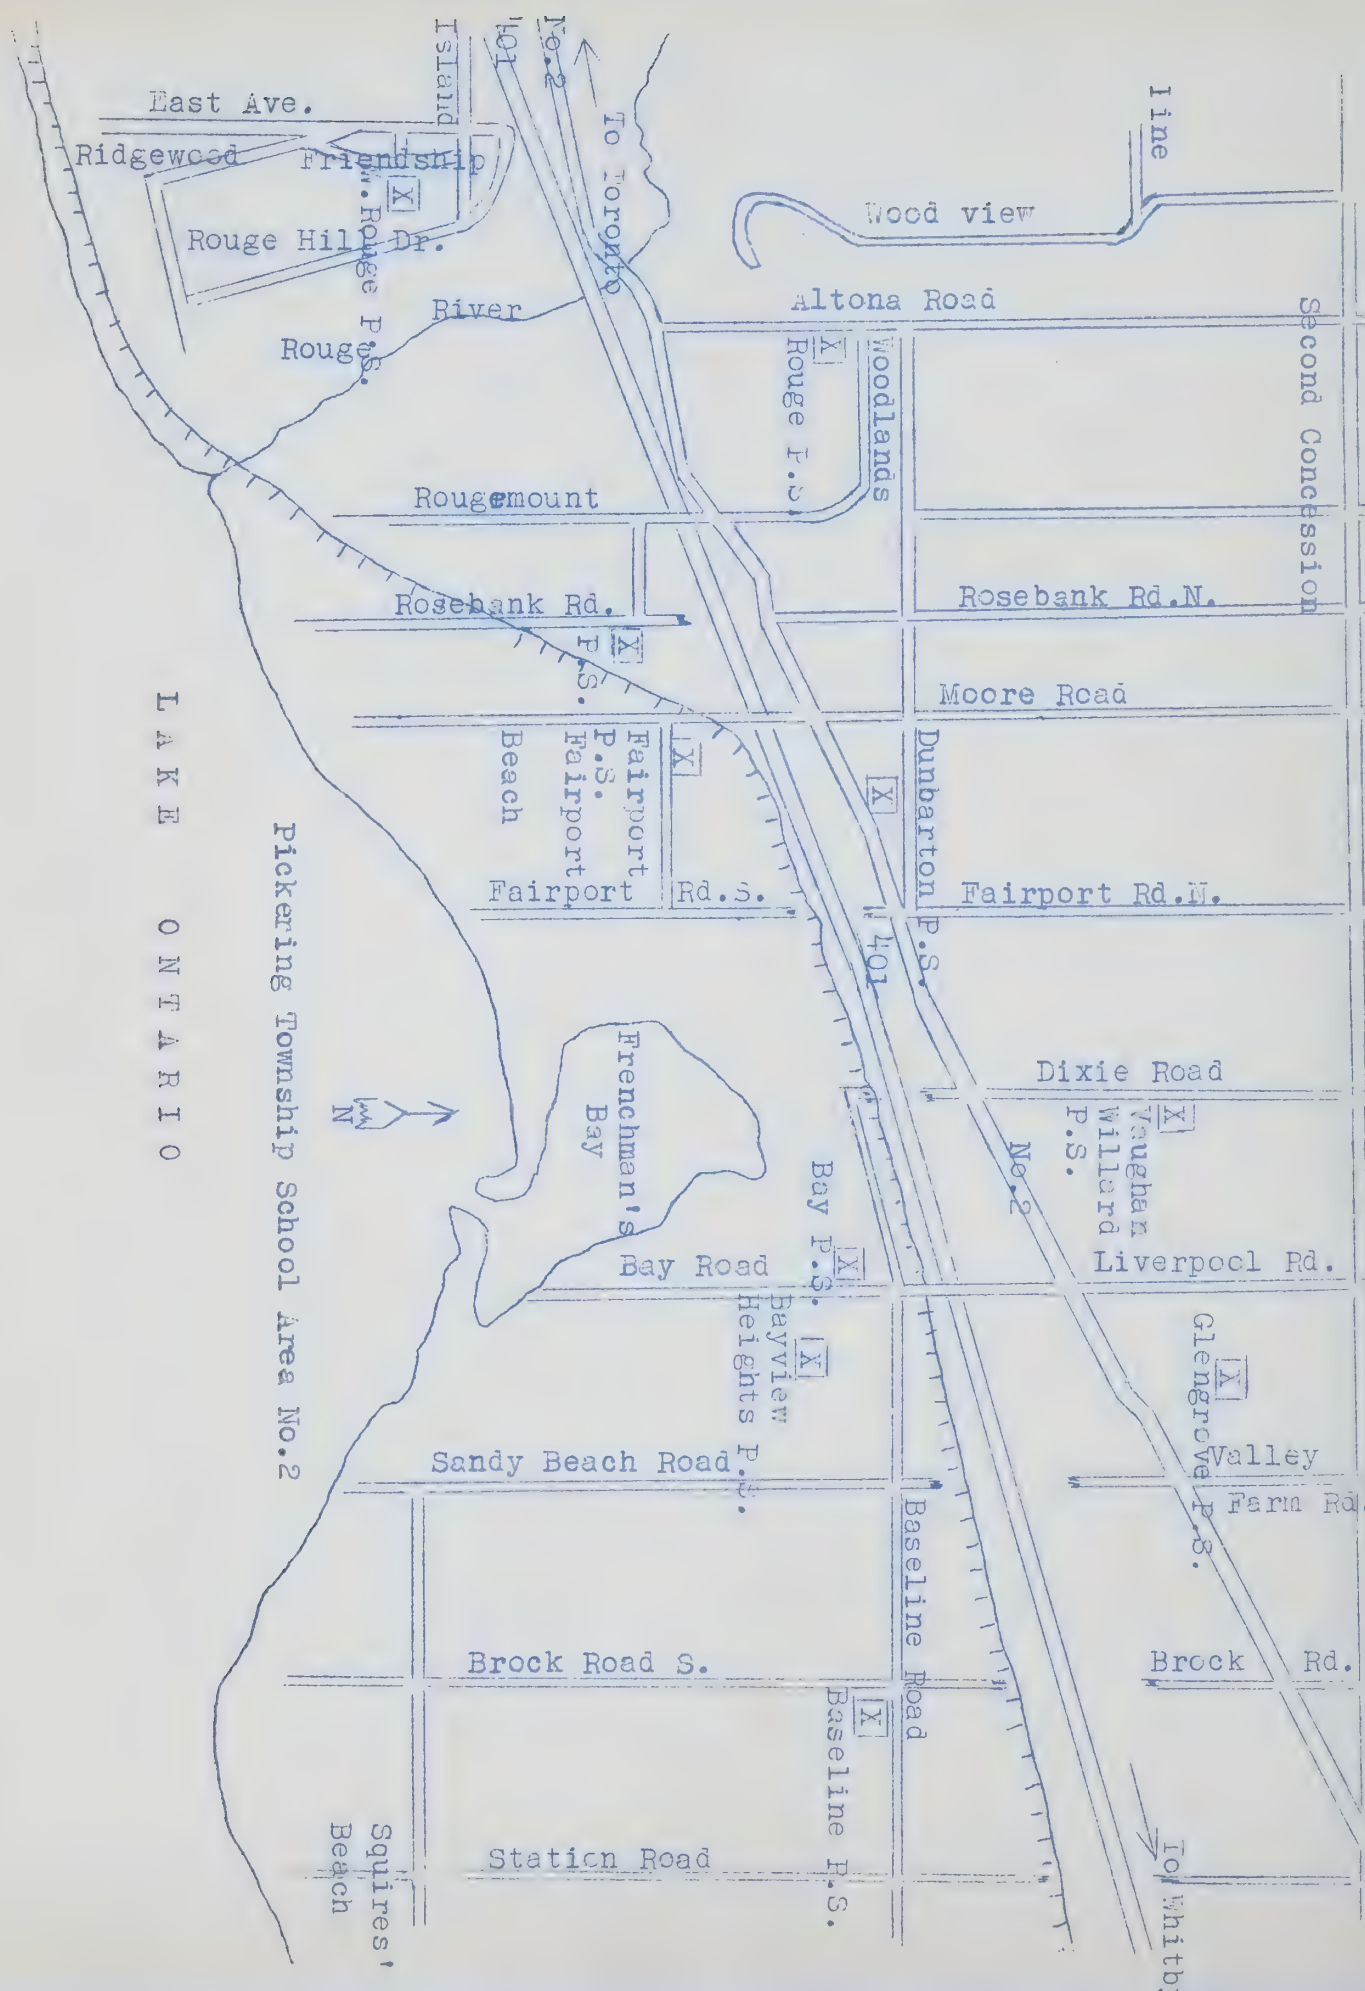 Island
401
No.2
To Toronto
Line
East Ave.
Ridgewood
Friendship
X
W.Rouge P.S.
Rouge Hill Dr.
Wood view
River
Rouge
Altona Road
Second Concession
X
Rouge P.S
Woodlands
Rougemount
Rosebank Rd.
Rosebank Rd.N.
X
P.S.
Moore Road
LAKE ONTARIO
Fairport
Beach
Fairport
P.S.
X
X
Dunbarton P.S.
Fairport Rd.S.
Fairport Rd.N.
401
Pickering Township School Area No.2
N
Frenchman's
Bay
Dixie Road
X
Vaughan
Willard
P.S.
No.2
Bay P.S.
X
Bay Road
Liverpool Rd.
X
Bayview
Heights P.S.
X
Glengrove P.S.
Sandy Beach Road
Valley
Farm Rd
Baseline Road
Brock Road S.
Brock Rd.
X
Baseline P.S.
Squires'
Beach
Station Road
To Whitb